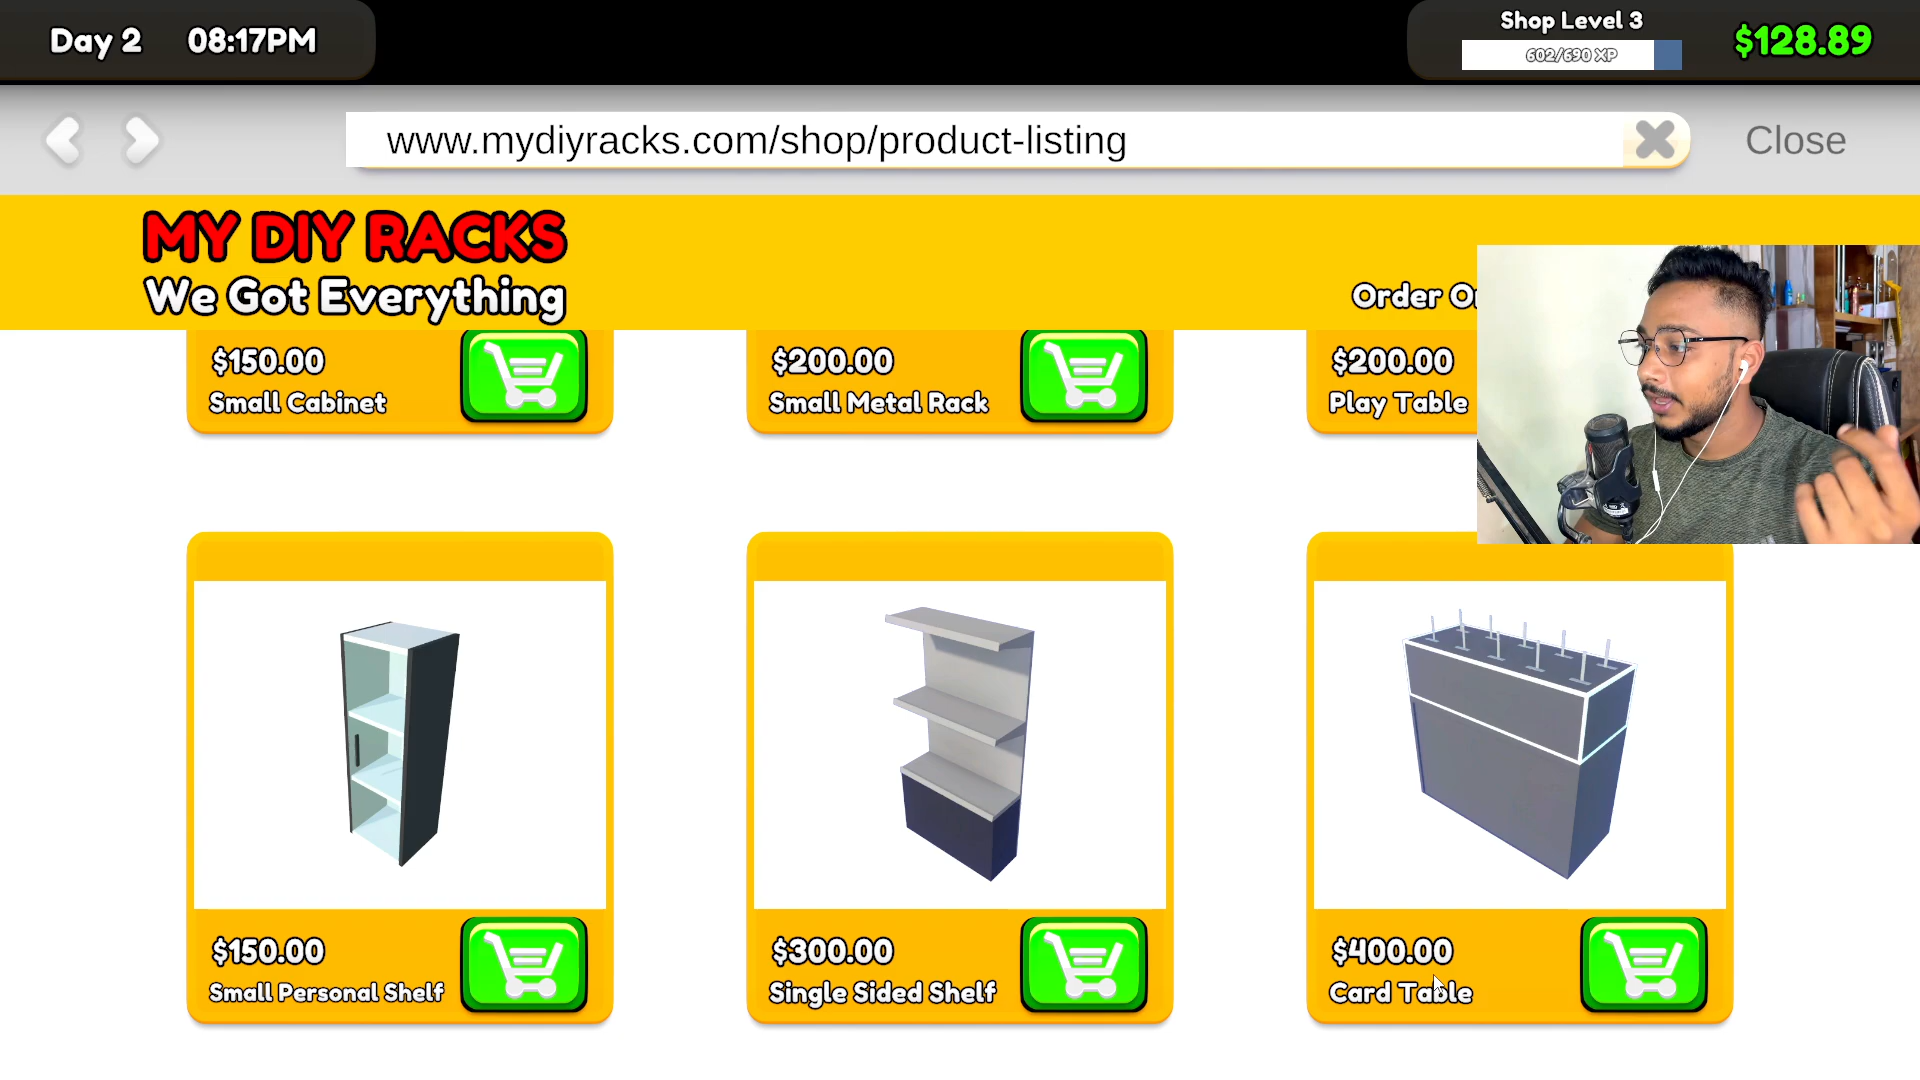 Day 2 08:17PM
Shop Level 3
602/690 XP
$128.89
www.mydiyracks.com/shop/product-listing
Close
MY DIY RACKS
We Got Everything
Order
$150.00
Small Cabinet
$200.00
Small Metal Rack
$200.00
Play Table
$150.00
Small Personal Shelf
$300.00
Single Sided Shelf
$400.00
Card Table